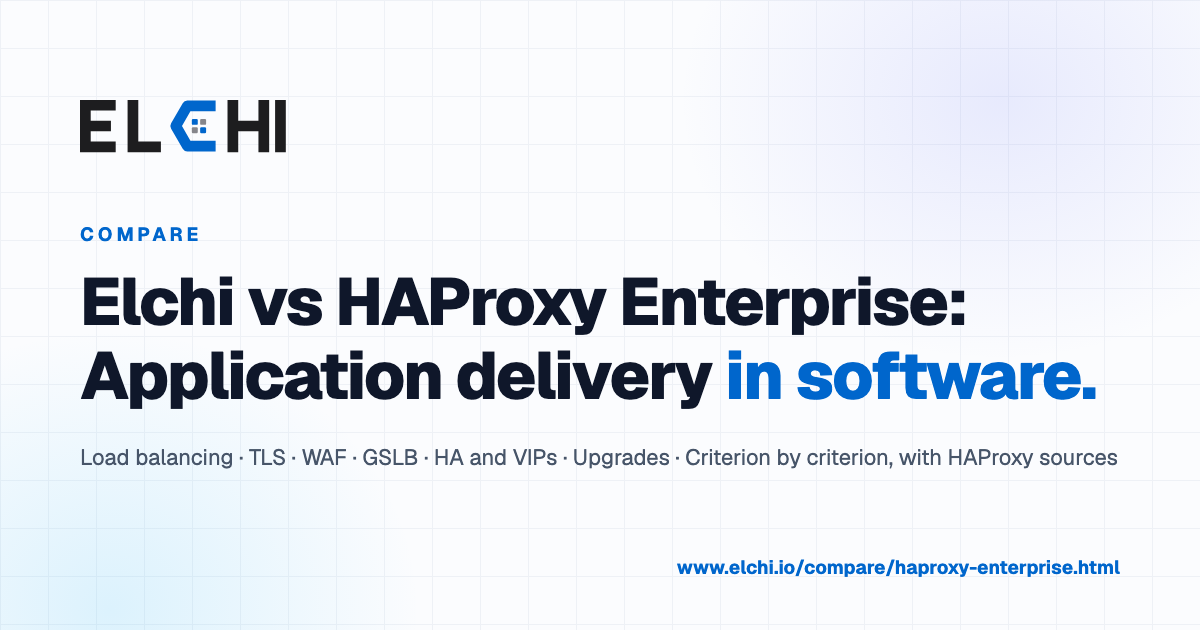 ELCHI
COMPARE
Elchi vs HAProxy Enterprise:
Application delivery in software.
Load balancing · TLS · WAF · GSLB · HA and VIPs · Upgrades · Criterion by criterion, with HAProxy sources
www.elchi.io/compare/haproxy-enterprise.html